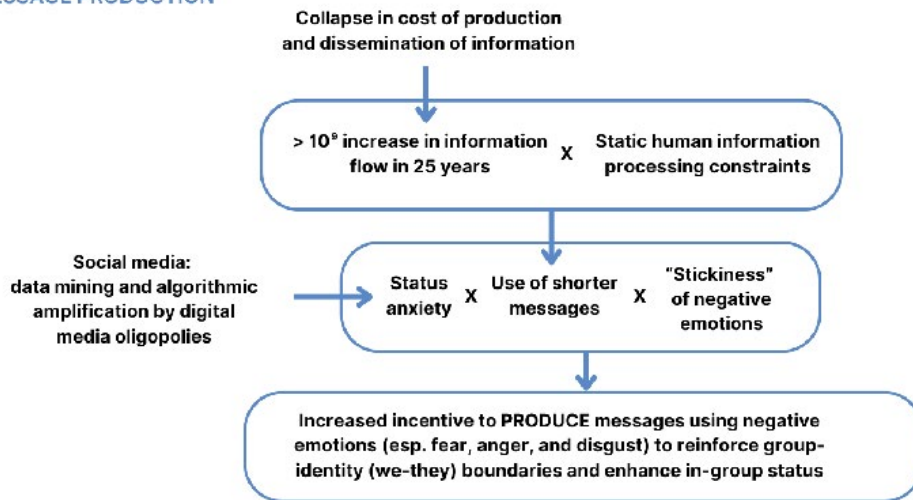 Collapse in cost of production
and dissemination of information
> 10⁹ increase in information
flow in 25 years
X
Static human information
processing constraints
Social media:
data mining and algorithmic
amplification by digital
media oligopolies
Status
anxiety
X
Use of shorter
messages
X
"Stickiness"
of negative
emotions
Increased incentive to PRODUCE messages using negative
emotions (esp. fear, anger, and disgust) to reinforce group-
identity (we-they) boundaries and enhance in-group status